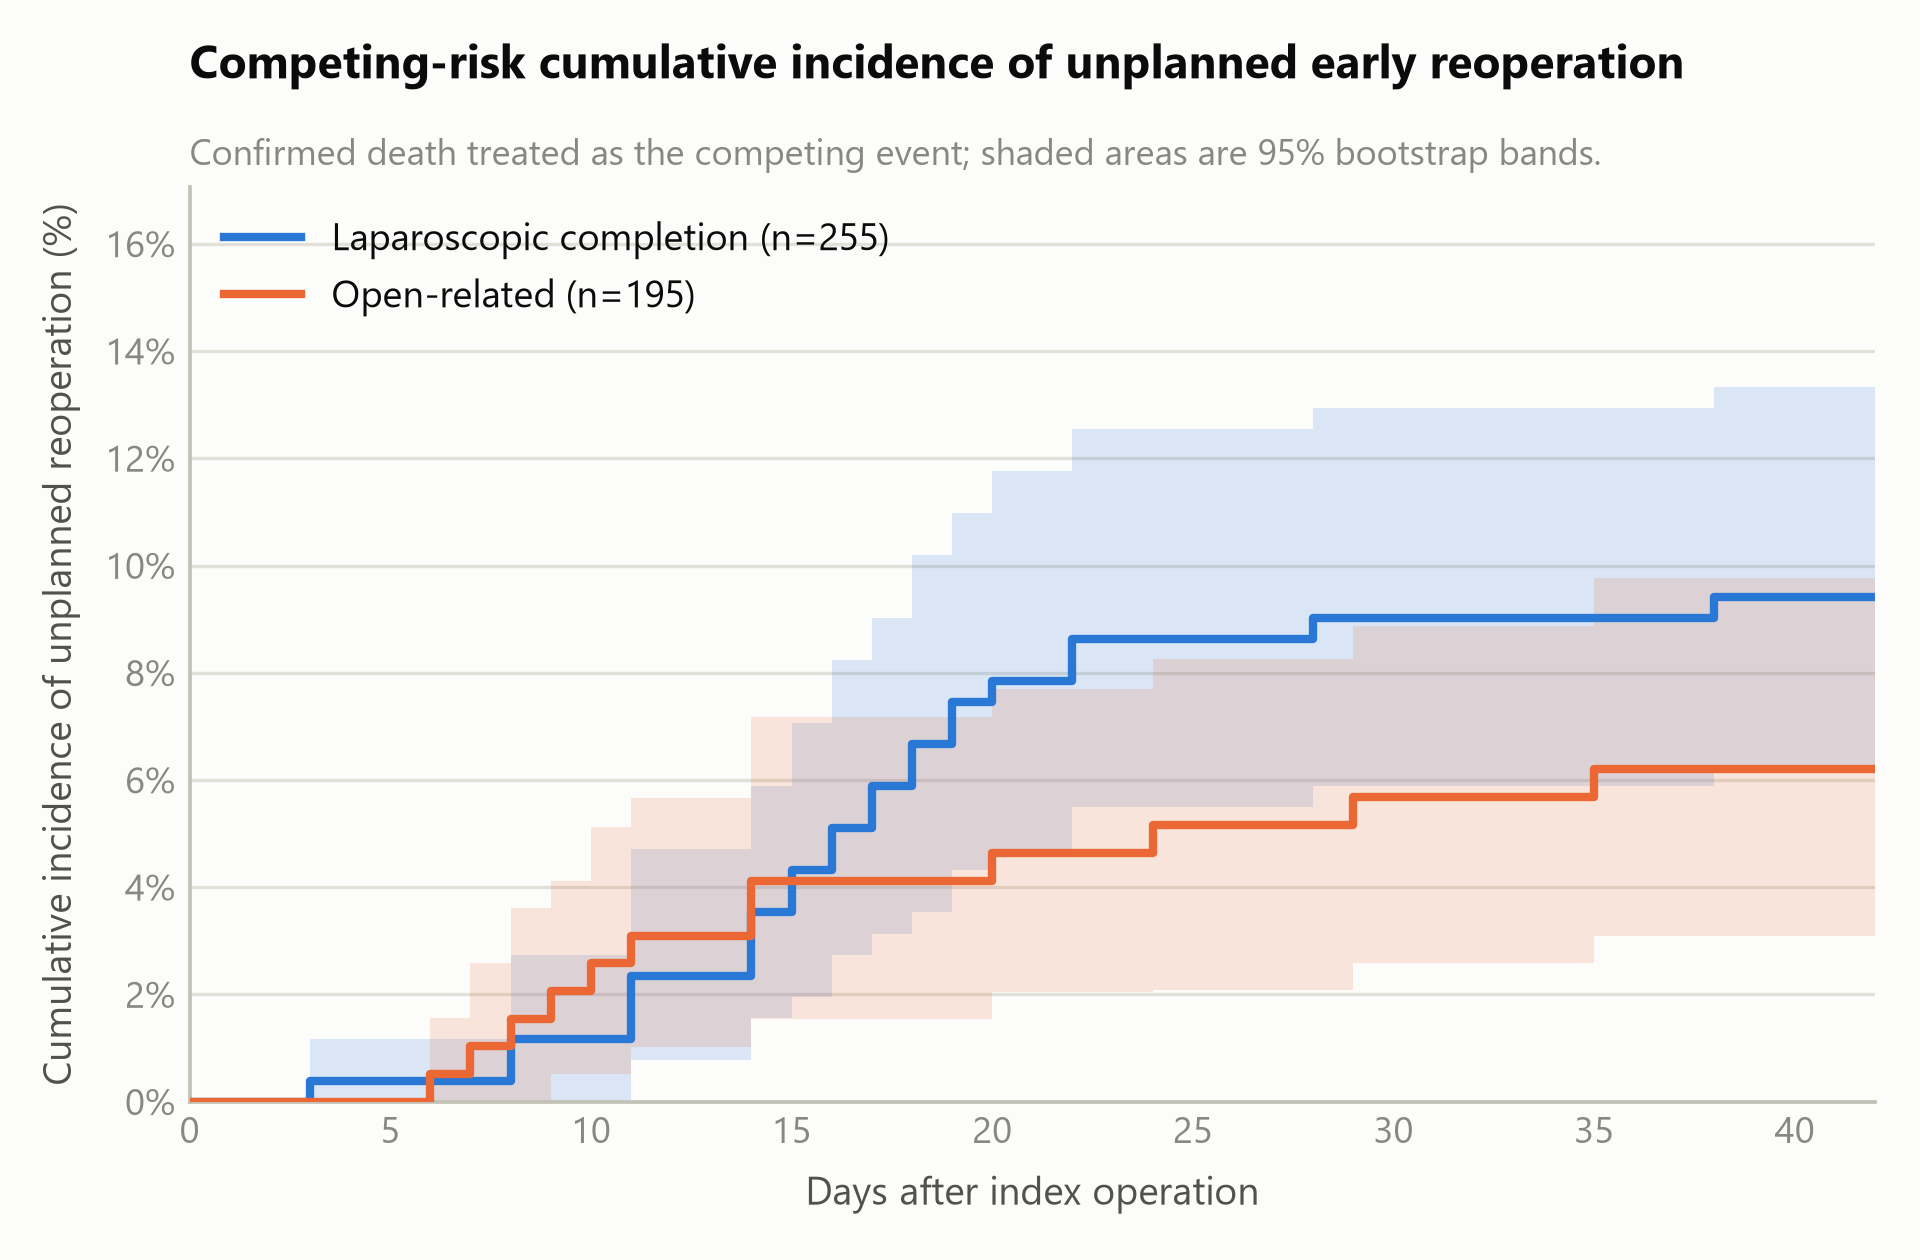 Competing-risk cumulative incidence of unplanned early reoperation
Confirmed death treated as the competing event; shaded areas are 95% bootstrap bands.
Cumulative incidence of unplanned reoperation (%)
Laparoscopic completion (n=255)
Open-related (n=195)
16%
14%
12%
10%
8%
6%
4%
2%
0%
0 5 10 15 20 25 30 35 40
Days after index operation